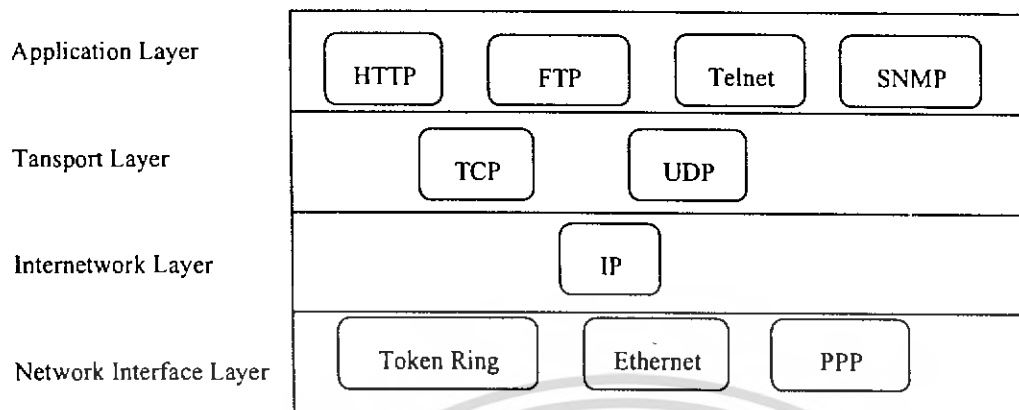 Application Layer
HTTP FTP Telnet SNMP
Tansport Layer
TCP UDP
Internetwork Layer
IP
Network Interface Layer
Token Ring Ethernet PPP